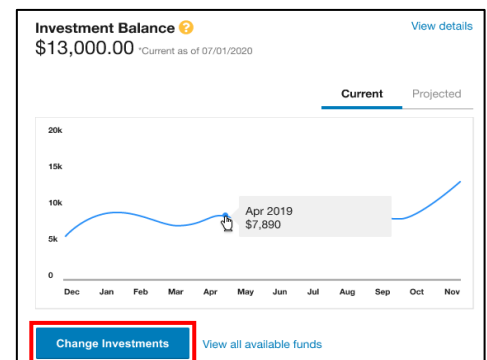 Investment Balance ?
View details
$13,000.00 *Current as of 07/01/2020
Current Projected
20k
15k
10k
Apr 2019
$7,890
5k
0
Dec Jan Feb Mar Apr May Jun Jul Aug Sep Oct Nov
Change Investments View all available funds